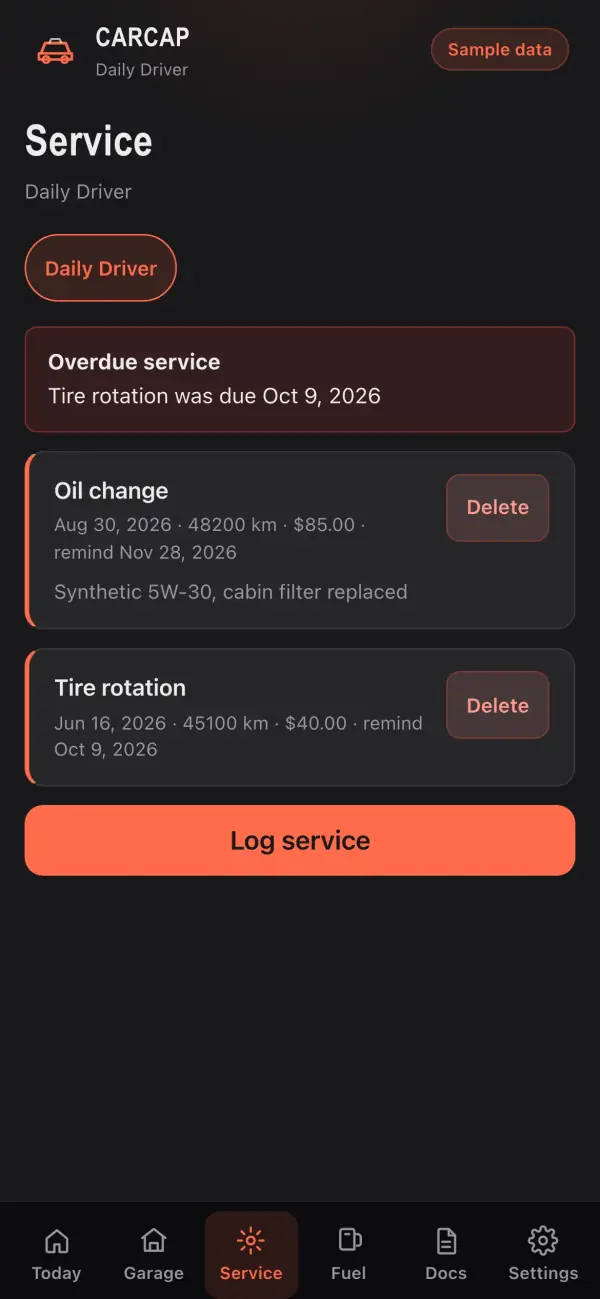 CARCAP
Daily Driver
Sample data
Service
Daily Driver
Daily Driver
Overdue service
Tire rotation was due Oct 9, 2026
Oil change
Aug 30, 2026 · 48200 km · $85.00 ·
remind Nov 28, 2026
Synthetic 5W-30, cabin filter replaced
Delete
Tire rotation
Jun 16, 2026 · 45100 km · $40.00 · remind
Oct 9, 2026
Delete
Log service
Today
Garage
Service
Fuel
Docs
Settings